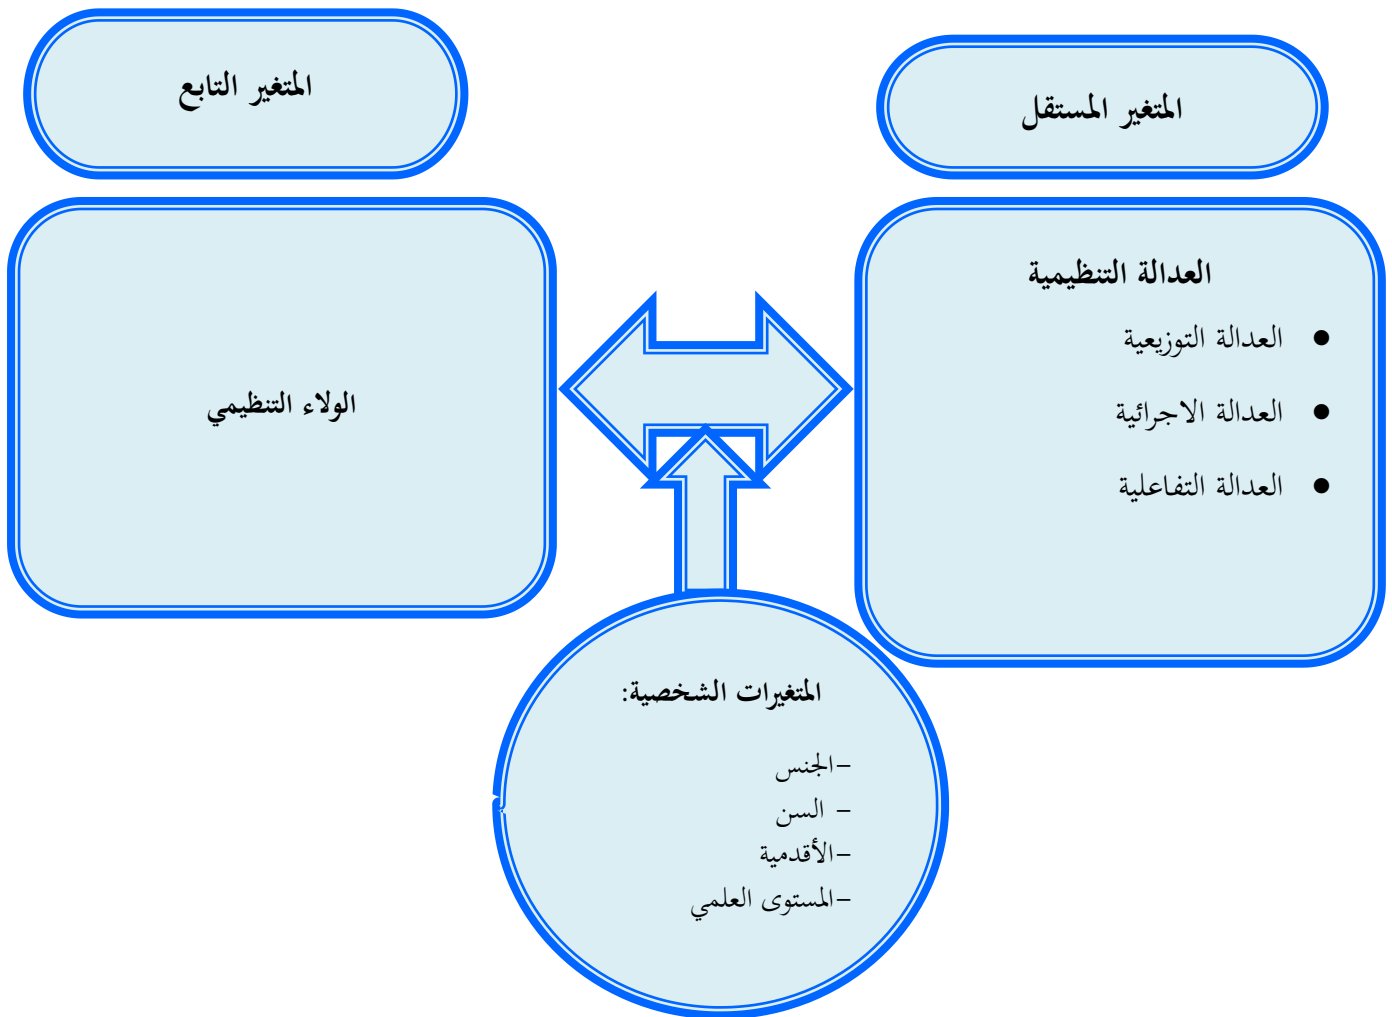 المتغير المستقل
المتغير التابع
العدالة التنظيمية
● العدالة التوزيعية
● العدالة الاجرائية
● العدالة التفاعلية
الولاء التنظيمي
المتغيرات الشخصية:
-الجنس
- السن
-الأقدمية
-المستوى العلمي